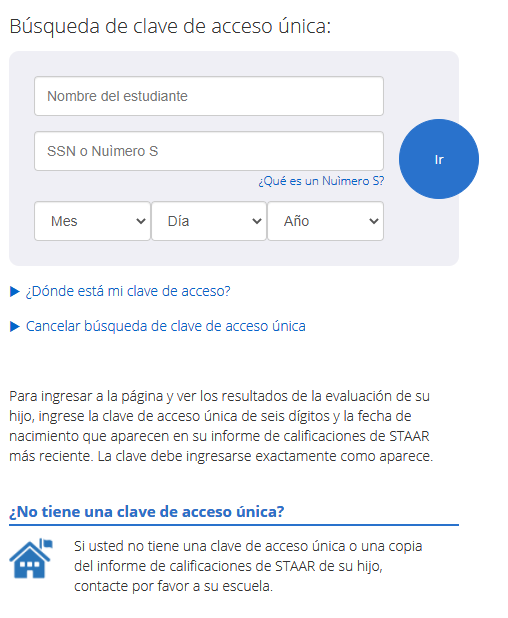 Búsqueda de clave de acceso única:
Nombre del estudiante
SSN o Nuìmero S
Ir
¿Qué es un Nuìmero S?
Mes Día Año
¿Dónde está mi clave de acceso?
Cancelar búsqueda de clave de acceso única
Para ingresar a la página y ver los resultados de la evaluación de su
hijo, ingrese la clave de acceso única de seis dígitos y la fecha de
nacimiento que aparecen en su informe de calificaciones de STAAR
más reciente. La clave debe ingresarse exactamente como aparece.
¿No tiene una clave de acceso única?
Si usted no tiene una clave de acceso única o una copia
del informe de calificaciones de STAAR de su hijo,
contacte por favor a su escuela.